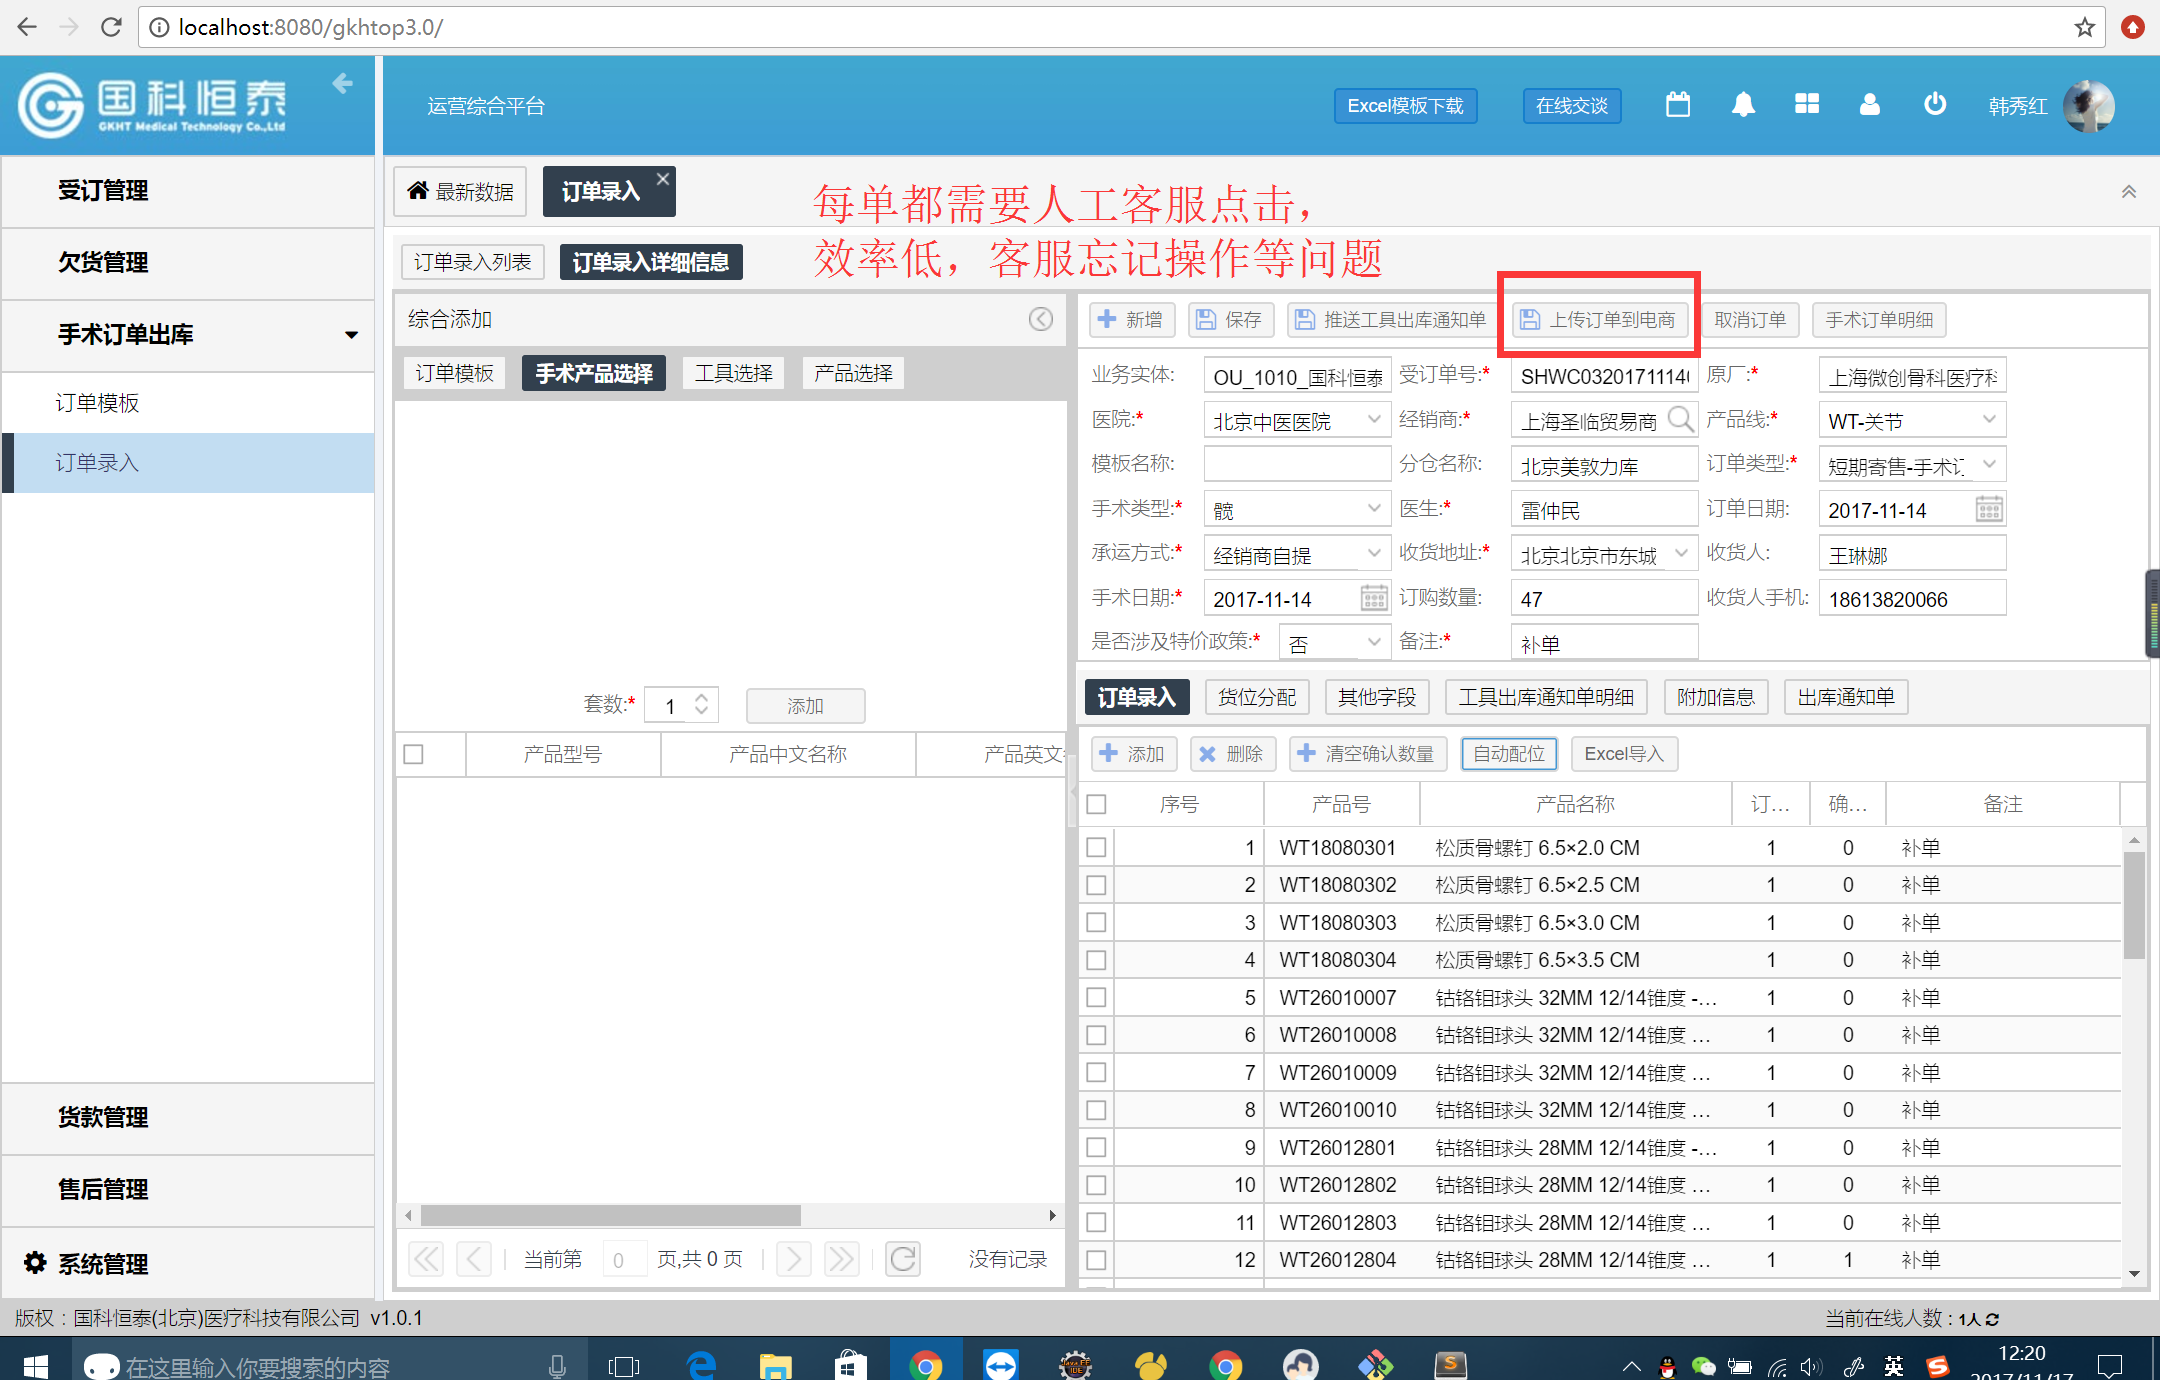 localhost:8080/gkhtop3.0/
国科恒泰
GKHT Medical Technology Co.,Ltd
运营综合平台
Excel模板下载
在线交谈
韩秀红
受订管理
欠货管理
手术订单出库
订单模板
订单录入
货款管理
售后管理
系统管理
最新数据
订单录入
每单都需要人工客服点击，
效率低，客服忘记操作等问题
订单录入列表
订单录入详细信息
综合添加
订单模板 手术产品选择 工具选择 产品选择
套数:* 1 添加
产品型号 产品中文名称 产品英文
当前第 0 页,共 0 页 没有记录
新增 保存 推送工具出库通知单 上传订单到电商 取消订单 手术订单明细
业务实体: OU_1010_国科恒泰 受订单号:* SHWC0320171114 原厂:* 上海微创骨科医疗科
医院:* 北京中医医院 经销商:* 上海圣临贸易商 产品线:* WT-关节
模板名称: 分仓名称: 北京美敦力库 订单类型:* 短期寄售-手术订
手术类型:* 髋 医生:* 雷仲民 订单日期: 2017-11-14
承运方式:* 经销商自提 收货地址:* 北京北京市东城 收货人: 王琳娜
手术日期:* 2017-11-14 订购数量: 47 收货人手机: 18613820066
是否涉及特价政策:* 否 备注:* 补单
订单录入 货位分配 其他字段 工具出库通知单明细 附加信息 出库通知单
添加 删除 清空确认数量 自动配位 Excel导入
序号 产品号 产品名称 订... 确... 备注
1 WT18080301 松质骨螺钉 6.5×2.0 CM 1 0 补单
2 WT18080302 松质骨螺钉 6.5×2.5 CM 1 0 补单
3 WT18080303 松质骨螺钉 6.5×3.0 CM 1 0 补单
4 WT18080304 松质骨螺钉 6.5×3.5 CM 1 0 补单
5 WT26010007 钴铬钼球头 32MM 12/14锥度 -... 1 0 补单
6 WT26010008 钴铬钼球头 32MM 12/14锥度 ... 1 0 补单
7 WT26010009 钴铬钼球头 32MM 12/14锥度 ... 1 0 补单
8 WT26010010 钴铬钼球头 32MM 12/14锥度 ... 1 0 补单
9 WT26012801 钴铬钼球头 28MM 12/14锥度 -... 1 0 补单
10 WT26012802 钴铬钼球头 28MM 12/14锥度 ... 1 0 补单
11 WT26012803 钴铬钼球头 28MM 12/14锥度 ... 1 0 补单
12 WT26012804 钴铬钼球头 28MM 12/14锥度 ... 1 1 补单
版权：国科恒泰(北京)医疗科技有限公司 v1.0.1
当前在线人数：1人
在这里输入你要搜索的内容
英
12:20
2017/11/17